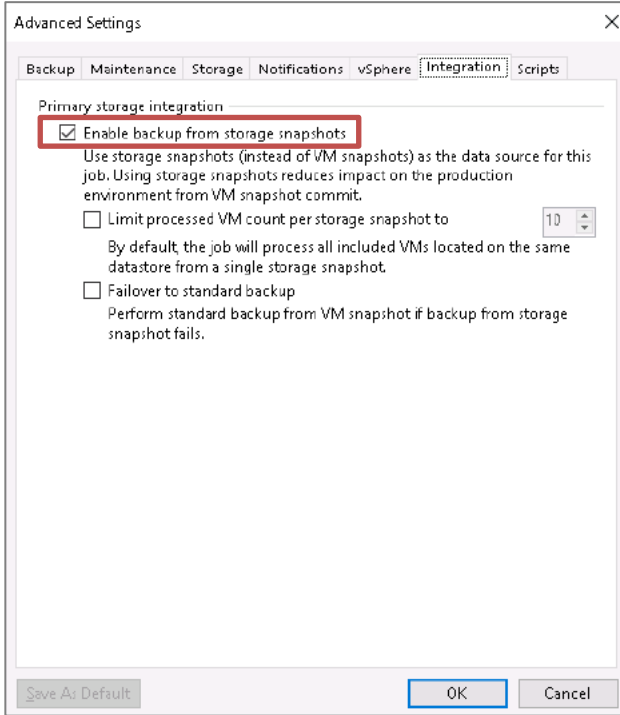 Advanced Settings
Backup Maintenance Storage Notifications vSphere Integration Scripts
Primary storage integration
Enable backup from storage snapshots
Use storage snapshots (instead of VM snapshots) as the data source for this
job. Using storage snapshots reduces impact on the production
environment from VM snapshot commit.
Limit processed VM count per storage snapshot to 10
By default, the job will process all included VMs located on the same
datastore from a single storage snapshot.
Failover to standard backup
Perform standard backup from VM snapshot if backup from storage
snapshot fails.
Save As Default OK Cancel